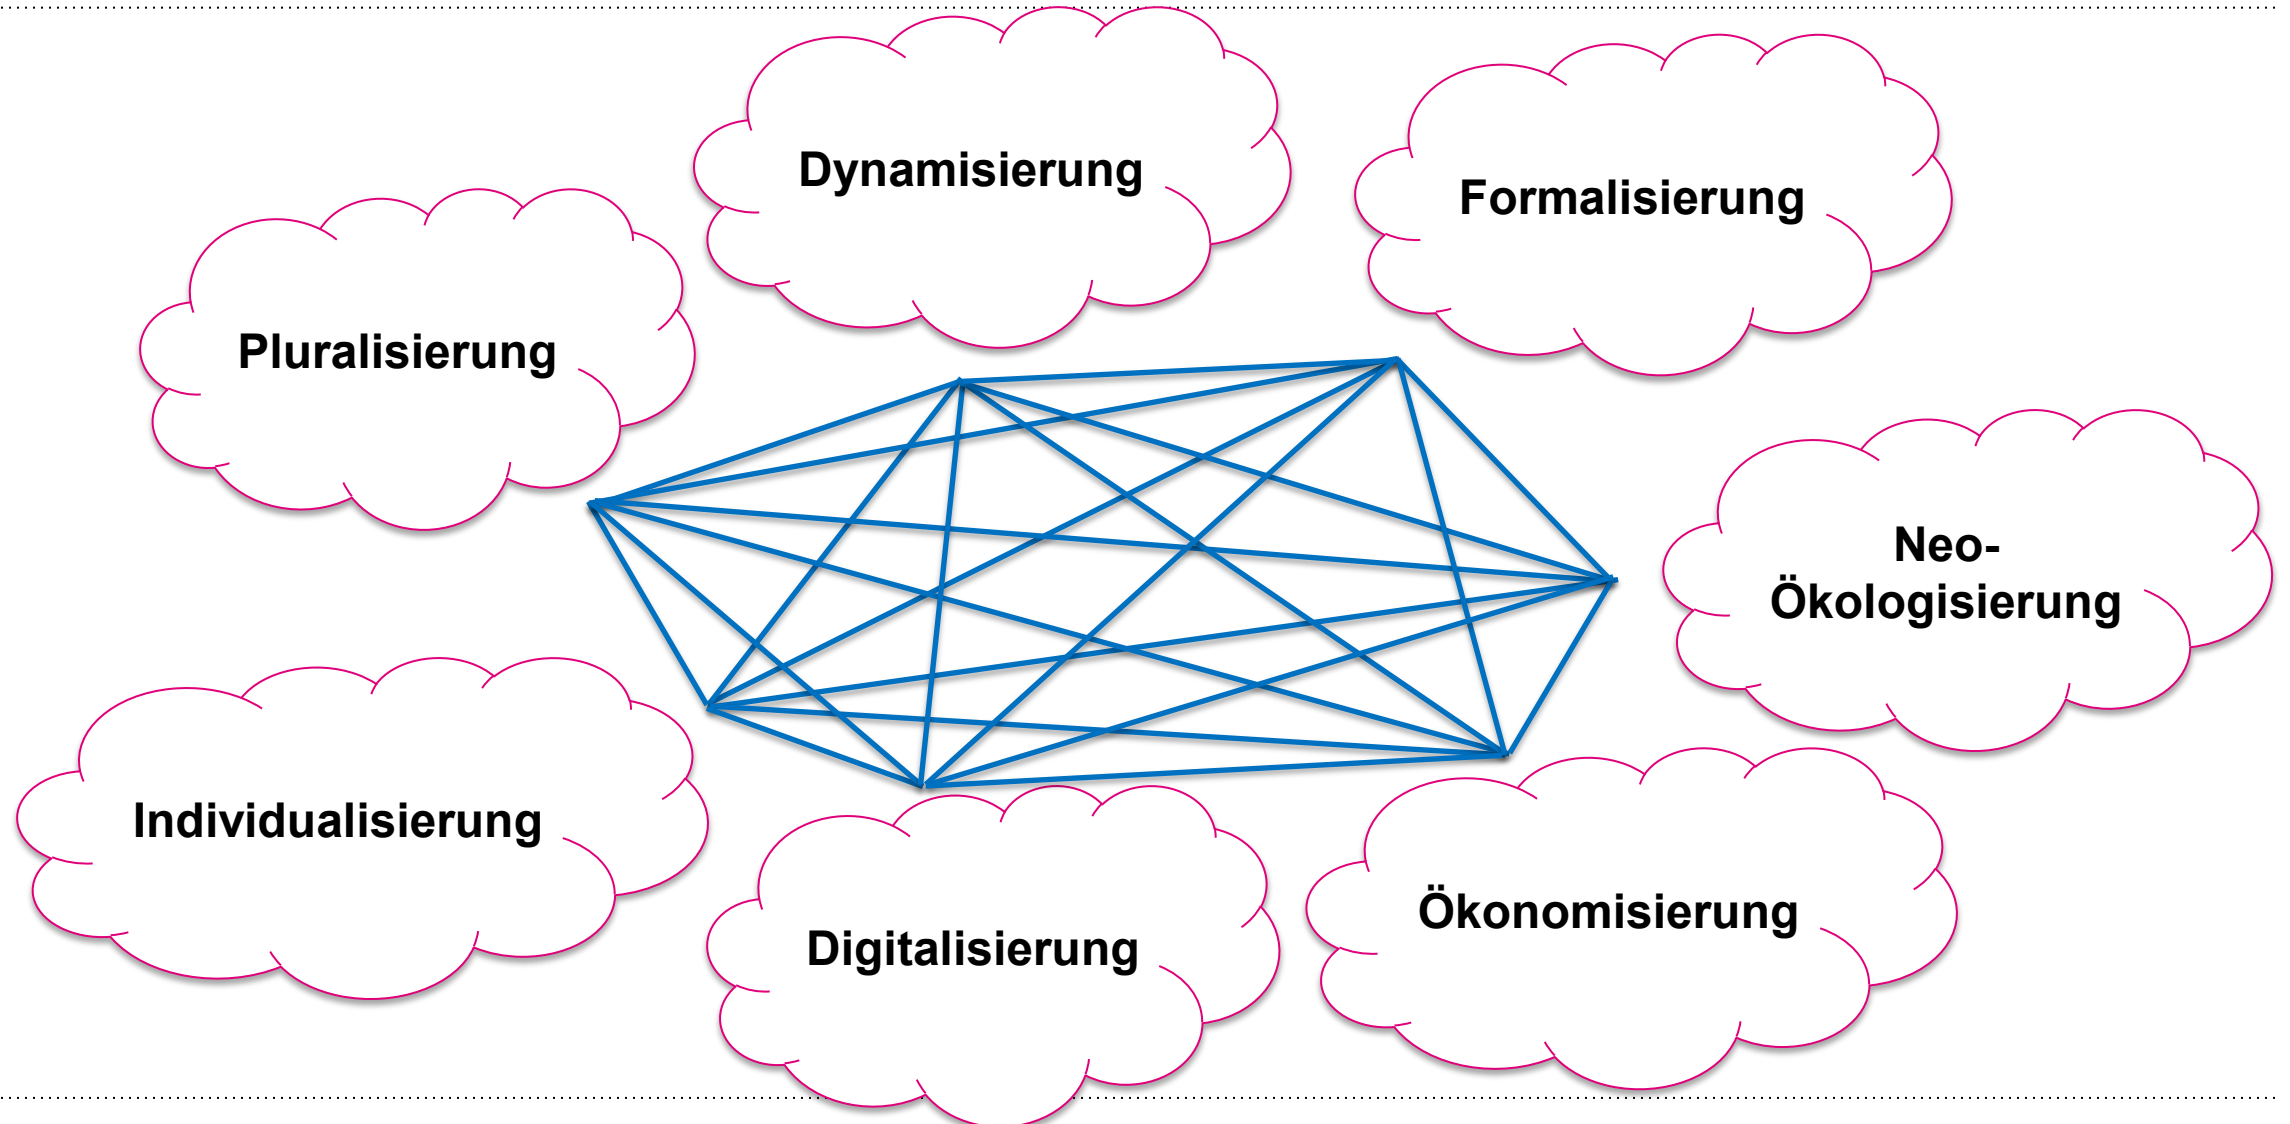 Dynamisierung
Formalisierung
Pluralisierung
Neo-
Ökologisierung
Individualisierung
Ökonomisierung
Digitalisierung